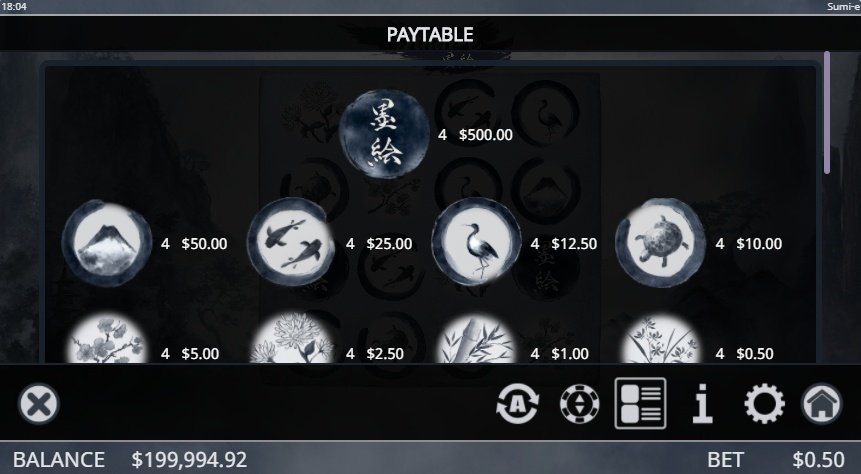 18:04
Sumi-e
PAYTABLE
墨
絵
4 $500.00
4 $50.00
4 $25.00
4 $12.50
4 $10.00
4 $5.00
4 $2.50
4 $1.00
4 $0.50
A
i
BALANCE $199,994.92
BET $0.50